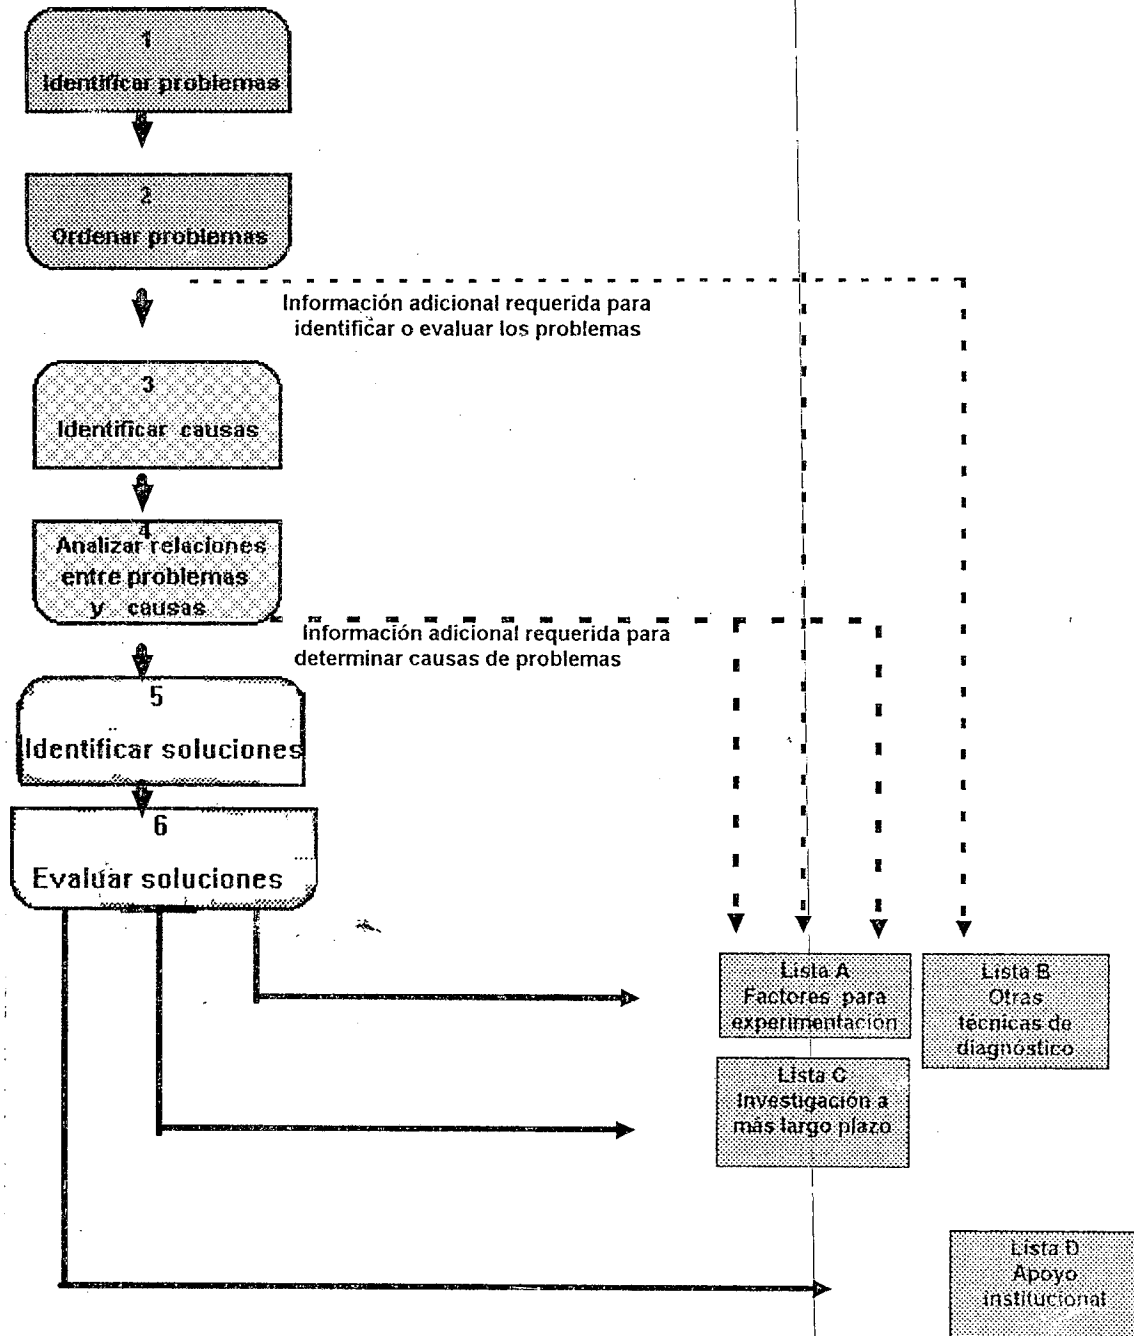 1
Identificar problemas
2
Ordenar problemas
Información adicional requerida para
identificar o evaluar los problemas
3
Identificar causas
4
Analizar relaciones
entre problemas
y causas
Información adicional requerida para
determinar causas de problemas
5
Identificar soluciones
6
Evaluar soluciones
Lista A
Factores para
experimentación
Lista B
Otras
técnicas de
diagnóstico
Lista C
Investigación a
más largo plazo
Lista D
Apoyo
institucional